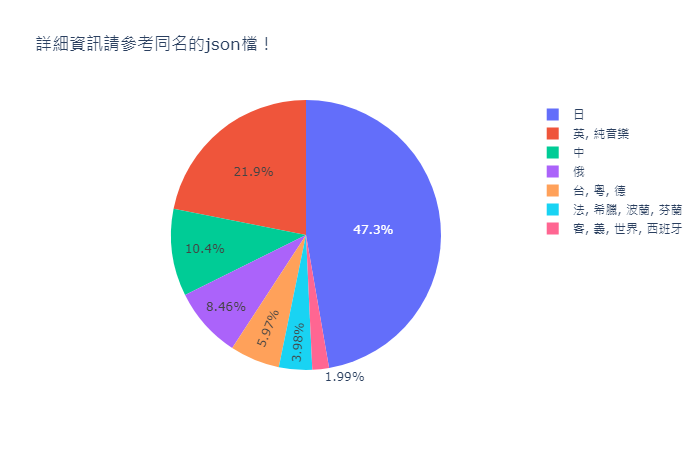 詳細資訊請參考同名的json檔！
47.3%
21.9%
10.4%
8.46%
5.97%
3.98%
1.99%
日
英, 純音樂
中
俄
台, 粵, 德
法, 希臘, 波蘭, 芬蘭
客, 義, 世界, 西班牙